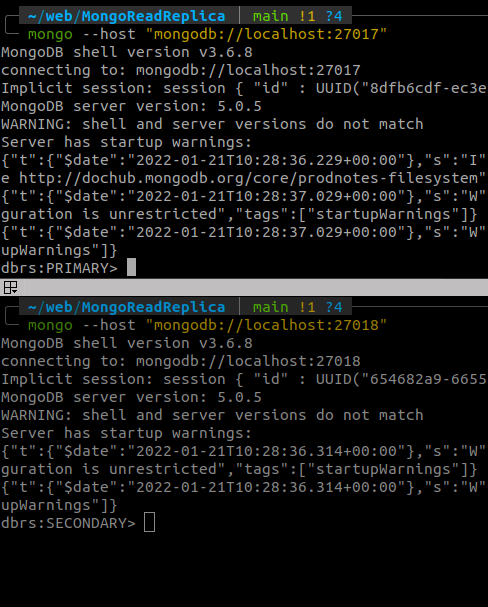 ~/web/MongoReadReplica main !1 ?4
mongo --host "mongodb://localhost:27017"
MongoDB shell version v3.6.8
connecting to: mongodb://localhost:27017
Implicit session: session { "id" : UUID("8dfb6cdf-ec3e
MongoDB server version: 5.0.5
WARNING: shell and server versions do not match
Server has startup warnings:
{"t":{"$date":"2022-01-21T10:28:36.229+00:00"},"s":"I"
e http://dochub.mongodb.org/core/prodnotes-filesystem"
{"t":{"$date":"2022-01-21T10:28:37.029+00:00"},"s":"W"
guration is unrestricted","tags":["startupWarnings"]}
{"t":{"$date":"2022-01-21T10:28:37.029+00:00"},"s":"W"
upWarnings"]}
dbrs:PRIMARY>
~/web/MongoReadReplica main !1 ?4
mongo --host "mongodb://localhost:27018"
MongoDB shell version v3.6.8
connecting to: mongodb://localhost:27018
Implicit session: session { "id" : UUID("654682a9-6655
MongoDB server version: 5.0.5
WARNING: shell and server versions do not match
Server has startup warnings:
{"t":{"$date":"2022-01-21T10:28:36.314+00:00"},"s":"W"
guration is unrestricted","tags":["startupWarnings"]}
{"t":{"$date":"2022-01-21T10:28:36.314+00:00"},"s":"W"
upWarnings"]}
dbrs:SECONDARY>